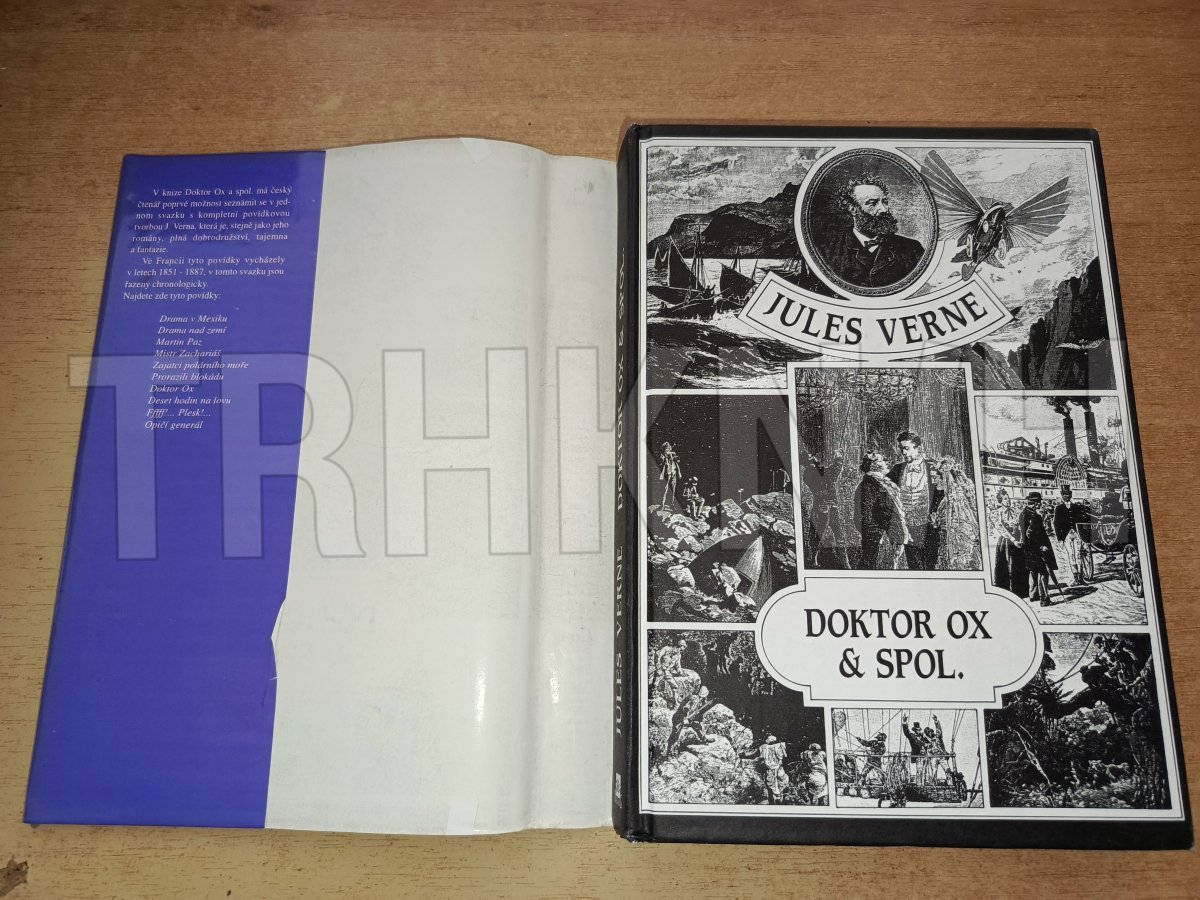 V knize Doktor Ox a spol. má český
čtenář poprvé možnost seznámit se v jed-
nom svazku s kompletní povídkovou
tvorbou J. Verna, která je, stejně jako jeho
romány, plná dobrodružství, tajemna
a fantazie.
Ve Francii tyto povídky vycházely
v letech 1851 - 1887, v tomto svazku jsou
řazeny chronologicky.
Najdete zde tyto povídky:
Drama v Mexiku
Drama nad zemí
Martin Paz
Mistr Zachariáš
Zajatci polárního moře
Prorazili blokádu
Doktor Ox
Deset hodin na lovu
Fffff!... Plesk!...
Opičí generál
JULES VERNE
DOKTOR OX
& SPOL.
JULES VERNE DOKTOR OX & SPOL.
TRHKNIH